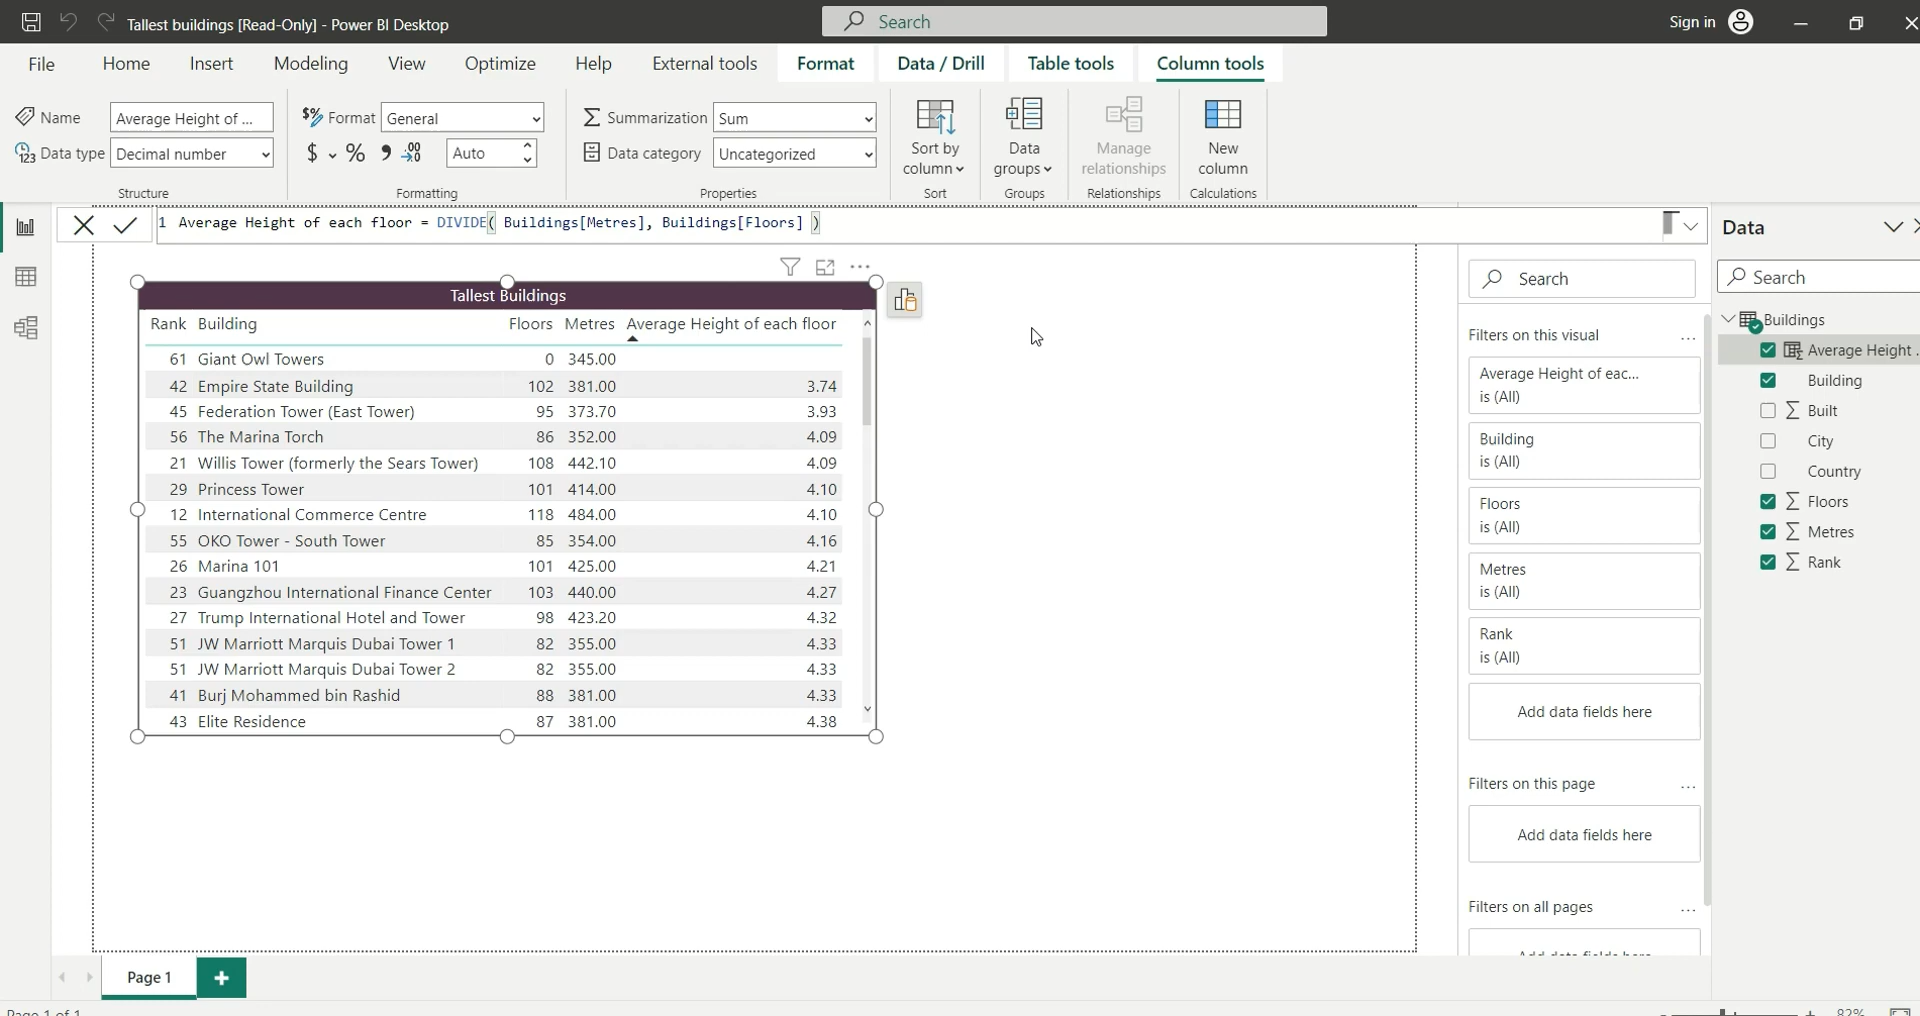 Tallest buildings [Read-Only] - Power BI Desktop
Search
Sign in
File Home Insert Modeling View Optimize Help External tools Format Data / Drill Table tools Column tools
Name Average Height of ...
Data type Decimal number
Structure
$% Format General
$ % 9 .00 Auto
Formatting
Summarization Sum
Data category Uncategorized
Properties
Sort by column
Sort
Data groups
Groups
Manage relationships
Relationships
New column
Calculations
1 Average Height of each floor = DIVIDE( Buildings[Metres], Buildings[Floors] )
Tallest Buildings
Rank Building Floors Metres Average Height of each floor
61 Giant Owl Towers 0 345.00
42 Empire State Building 102 381.00 3.74
45 Federation Tower (East Tower) 95 373.70 3.93
56 The Marina Torch 86 352.00 4.09
21 Willis Tower (formerly the Sears Tower) 108 442.10 4.09
29 Princess Tower 101 414.00 4.10
12 International Commerce Centre 118 484.00 4.10
55 OKO Tower - South Tower 85 354.00 4.16
26 Marina 101 101 425.00 4.21
23 Guangzhou International Finance Center 103 440.00 4.27
27 Trump International Hotel and Tower 98 423.20 4.32
51 JW Marriott Marquis Dubai Tower 1 82 355.00 4.33
51 JW Marriott Marquis Dubai Tower 2 82 355.00 4.33
41 Burj Mohammed bin Rashid 88 381.00 4.33
43 Elite Residence 87 381.00 4.38
Search
Filters on this visual ...
Average Height of eac...
is (All)
Building
is (All)
Floors
is (All)
Metres
is (All)
Rank
is (All)
Add data fields here
Filters on this page ...
Add data fields here
Filters on all pages ...
Add data fields here
Data
Search
Buildings
Average Height .
Building
Built
City
Country
Floors
Metres
Rank
Page 1
Page 1 of 1
82%